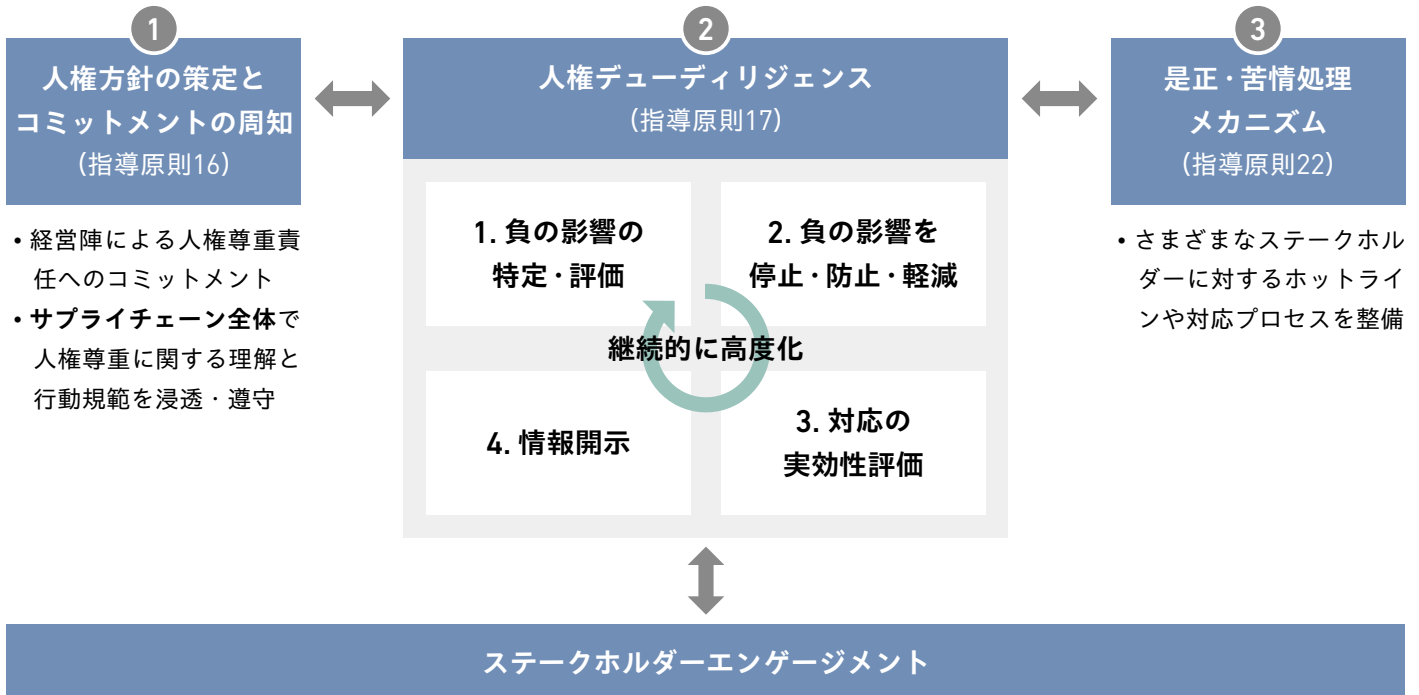 1
人権方針の策定と
コミットメントの周知
(指導原則16)
• 経営陣による人権尊重責
任へのコミットメント
• サプライチェーン全体で
人権尊重に関する理解と
行動規範を浸透・遵守
2
人権デューディリジェンス
(指導原則17)
1. 負の影響の
特定・評価
2. 負の影響を
停止・防止・軽減
継続的に高度化
4. 情報開示
3. 対応の
実効性評価
3
是正・苦情処理
メカニズム
(指導原則22)
• さまざまなステークホル
ダーに対するホットライ
ンや対応プロセスを整備
ステークホルダーエンゲージメント